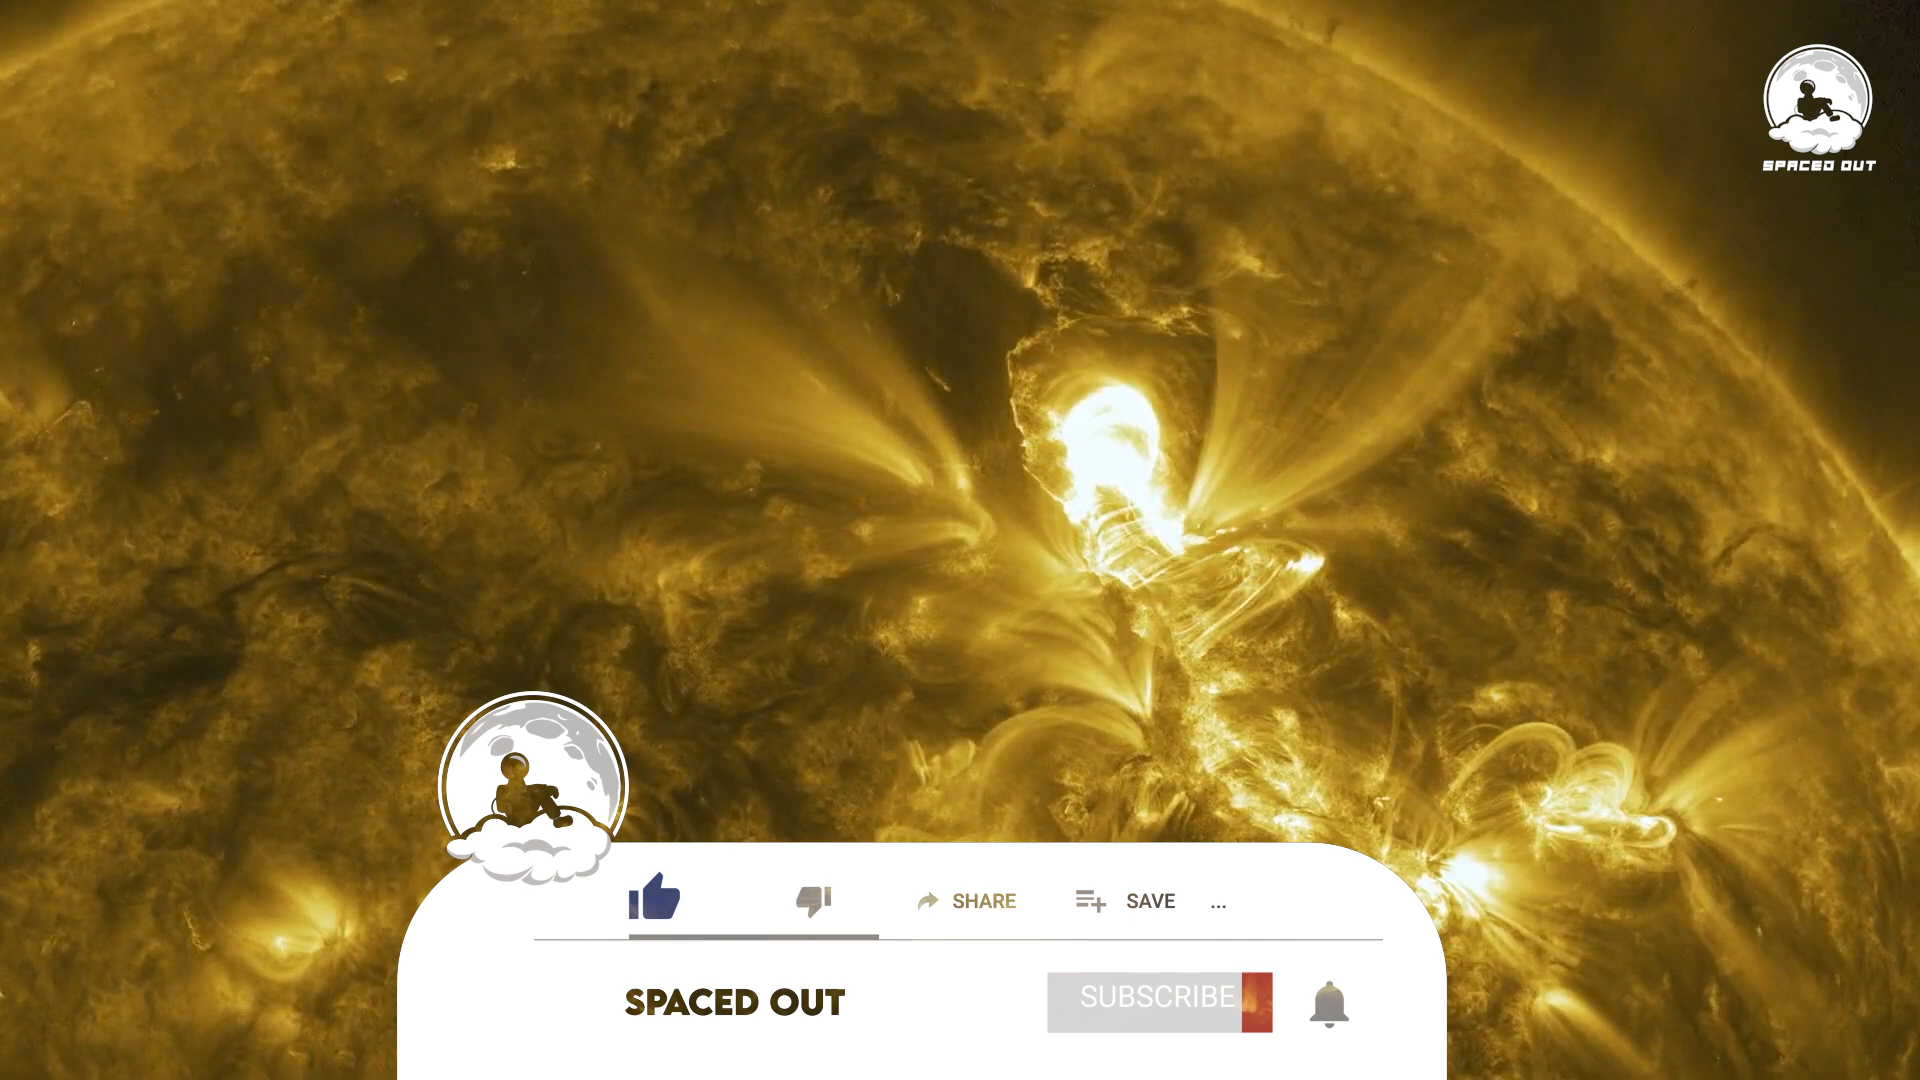 SPACED OUT
SHARE
SAVE
...
SPACED OUT
SUBSCRIBE